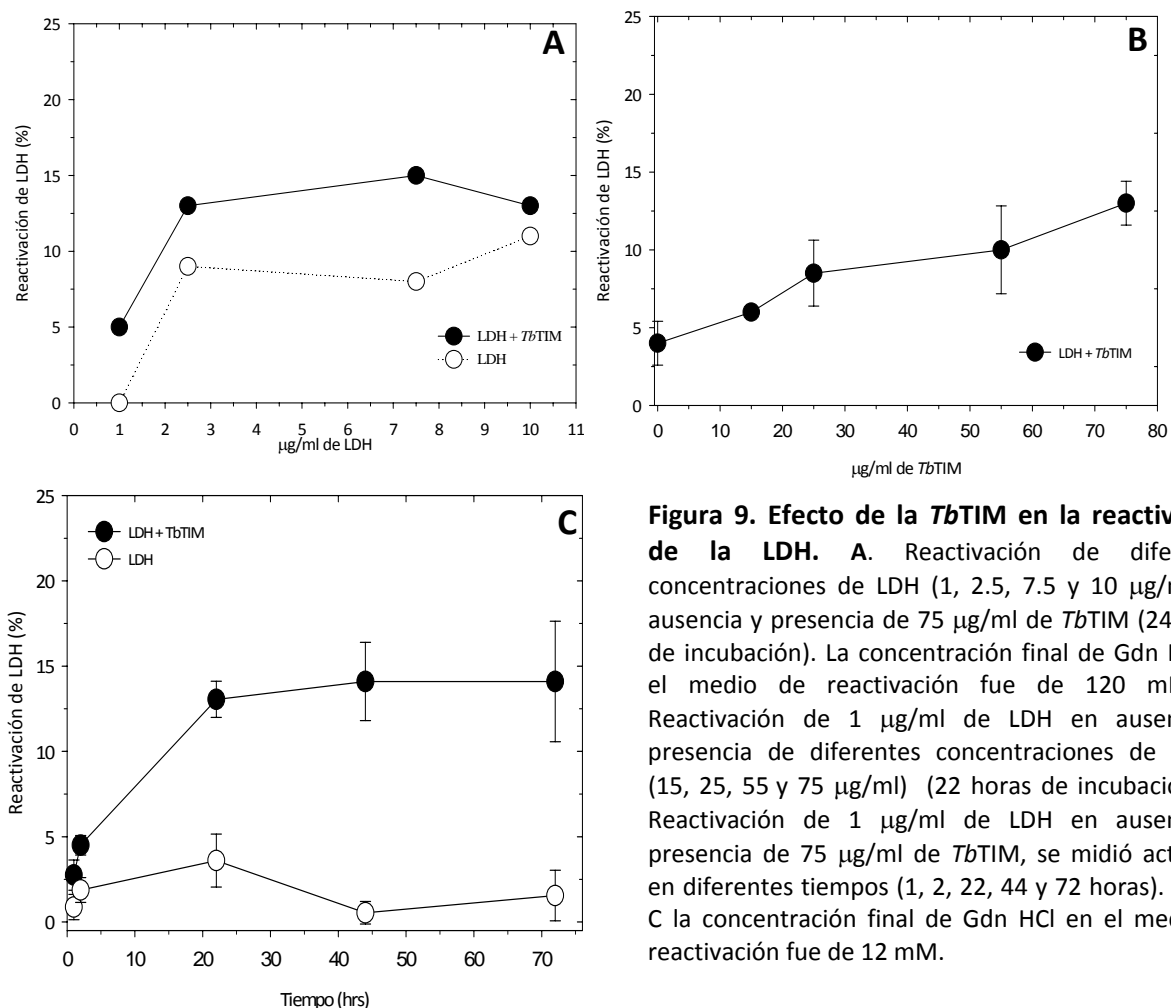 A
25
20
15
10
5
0
Reactivación de LDH (%)
LDH + TbTIM
LDH
0 1 2 3 4 5 6 7 8 9 10 11
µg/ml de LDH
B
25
20
15
10
5
0
Reactivación de LDH (%)
LDH + TbTIM
0 10 20 30 40 50 60 70 80
µg/ml de TbTIM
C
25
20
15
10
5
0
Reactivación de LDH (%)
LDH + TbTIM
LDH
0 10 20 30 40 50 60 70
Tiempo (hrs)
Figura 9. Efecto de la TbTIM en la reactiv
de la LDH. A. Reactivación de dife
concentraciones de LDH (1, 2.5, 7.5 y 10 µg/m
ausencia y presencia de 75 µg/ml de TbTIM (24
de incubación). La concentración final de Gdn
el medio de reactivación fue de 120 m
Reactivación de 1 µg/ml de LDH en ausen
presencia de diferentes concentraciones de
(15, 25, 55 y 75 µg/ml) (22 horas de incubació
Reactivación de 1 µg/ml de LDH en ausen
presencia de 75 µg/ml de TbTIM, se midió act
en diferentes tiempos (1, 2, 22, 44 y 72 horas).
C la concentración final de Gdn HCl en el med
reactivación fue de 12 mM.